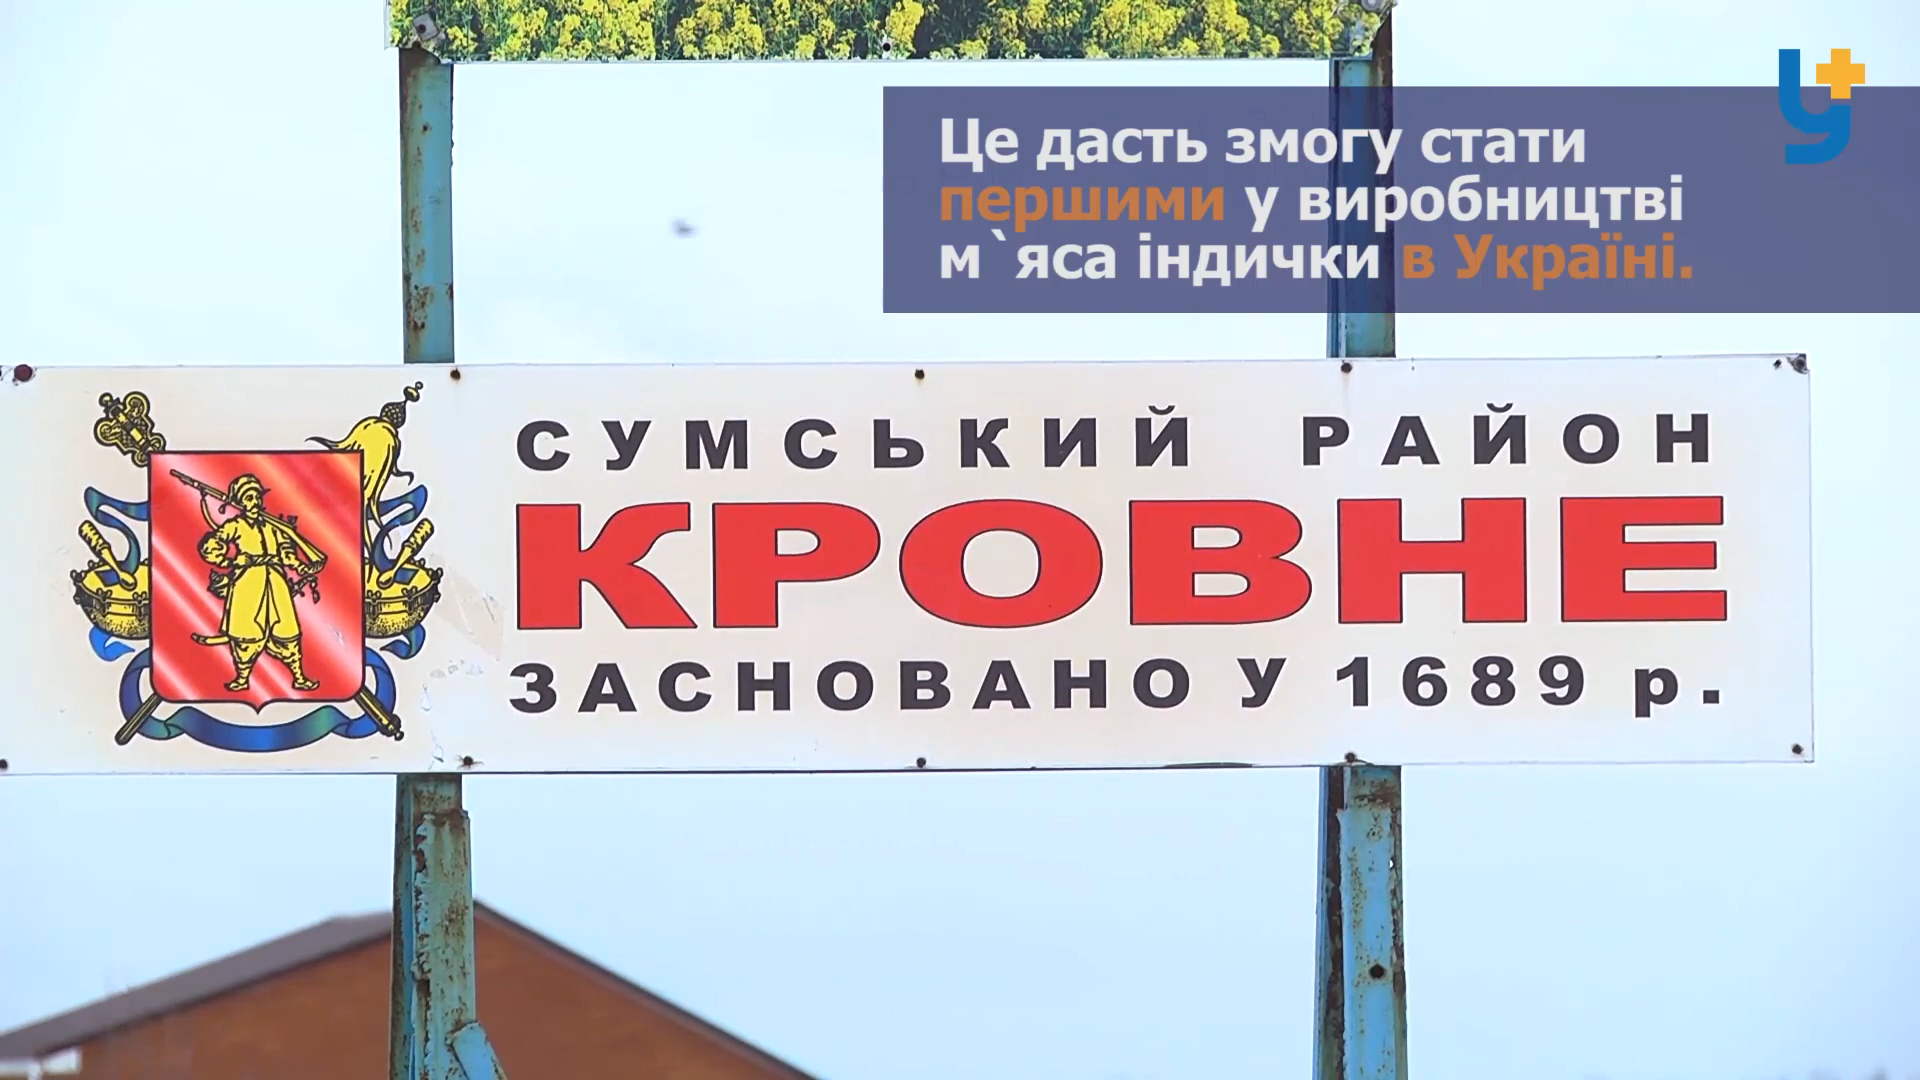 Це дасть змогу стати
першими у виробництві
м`яса індички в Україні.
СУМСЬКИЙ РАЙОН
КРОВНЕ
ЗАСНОВАНО У 1689 р.